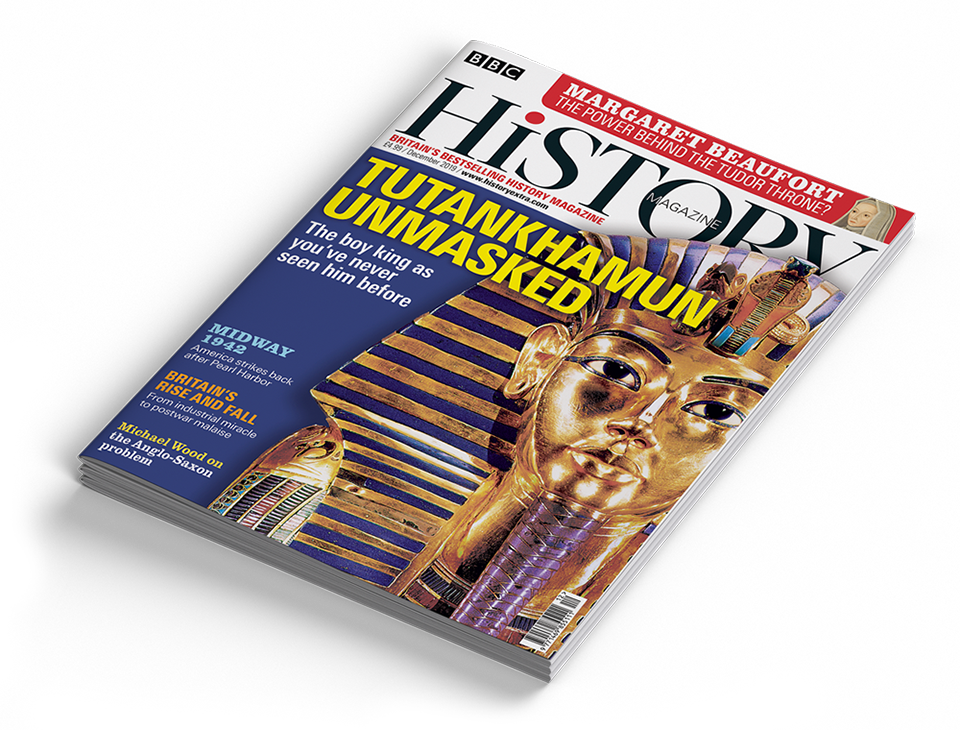 BBC
MARGARET BEAUFORT
THE POWER BEHIND THE TUDOR THRONE?
HiSTORY
MAGAZINE
BRITAIN'S BESTSELLING HISTORY MAGAZINE
£4.99 / December 2019 / www.historyextra.com
TUTANKHAMUN
UNMASKED
The boy king as
you've never
seen him before
MIDWAY
1942
America strikes back
after Pearl Harbor
BRITAIN'S
RISE AND FALL
From industrial miracle
to postwar malaise
Michael Wood on
the Anglo-Saxon
problem